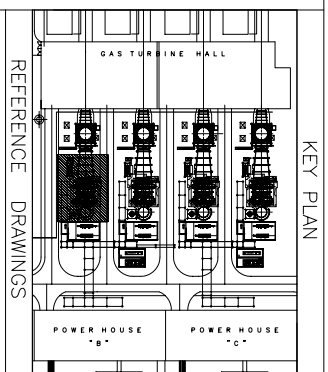 GAS TURBINE HALL
REFERENCE DRAWINGS
KEY PLAN
POWER HOUSE
"B"
POWER HOUSE
"C"